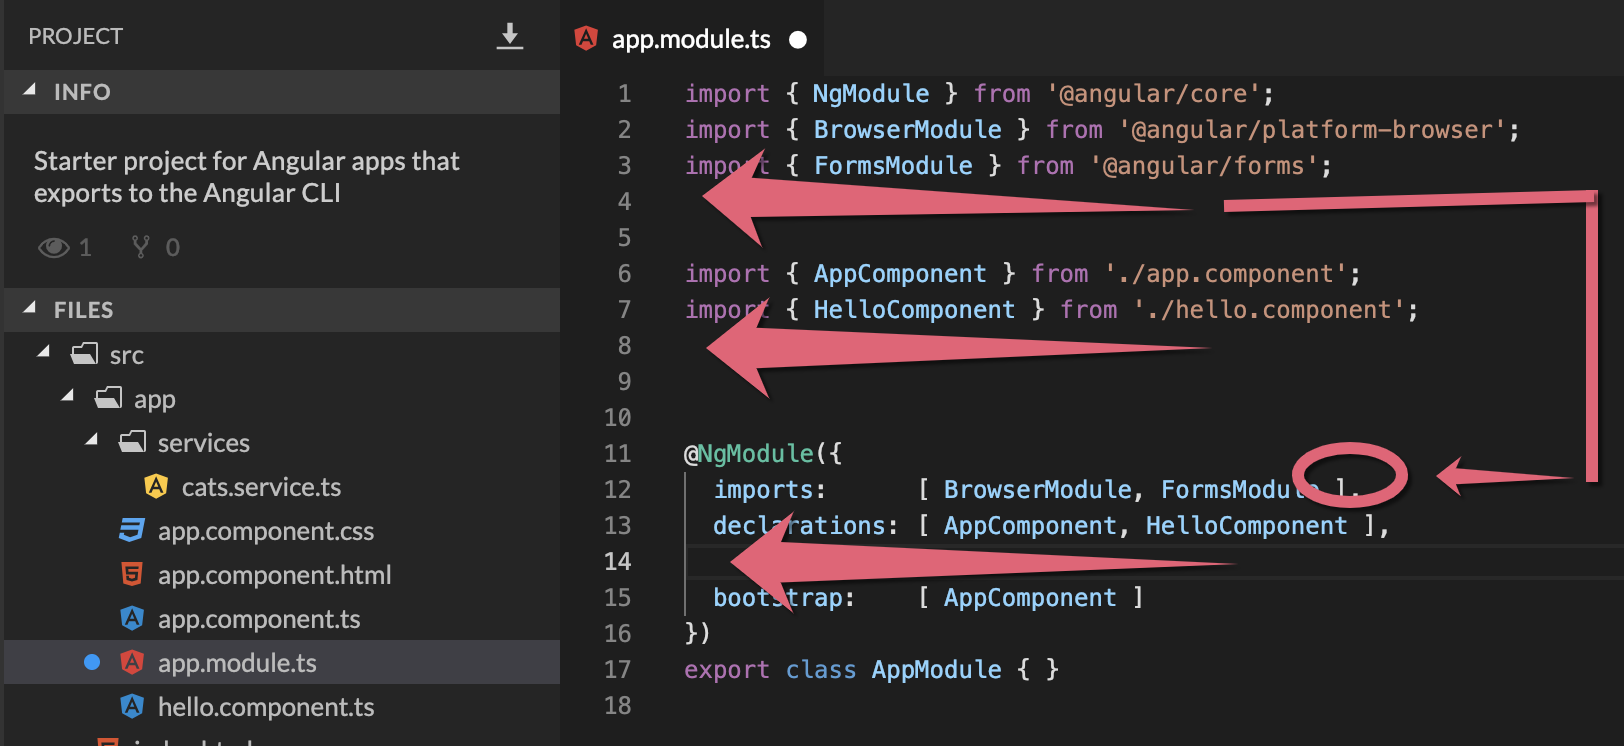 PROJECT
INFO
Starter project for Angular apps that
exports to the Angular CLI
1 0
FILES
src
app
services
cats.service.ts
app.component.css
app.component.html
app.component.ts
app.module.ts
hello.component.ts
app.module.ts
1 import { NgModule } from '@angular/core';
2 import { BrowserModule } from '@angular/platform-browser';
3 import { FormsModule } from '@angular/forms';
4
5
6 import { AppComponent } from './app.component';
7 import { HelloComponent } from './hello.component';
8
9
10
11 @NgModule({
12 imports: [ BrowserModule, FormsModule ],
13 declarations: [ AppComponent, HelloComponent ],
14
15 bootstrap: [ AppComponent ]
16 })
17 export class AppModule { }
18